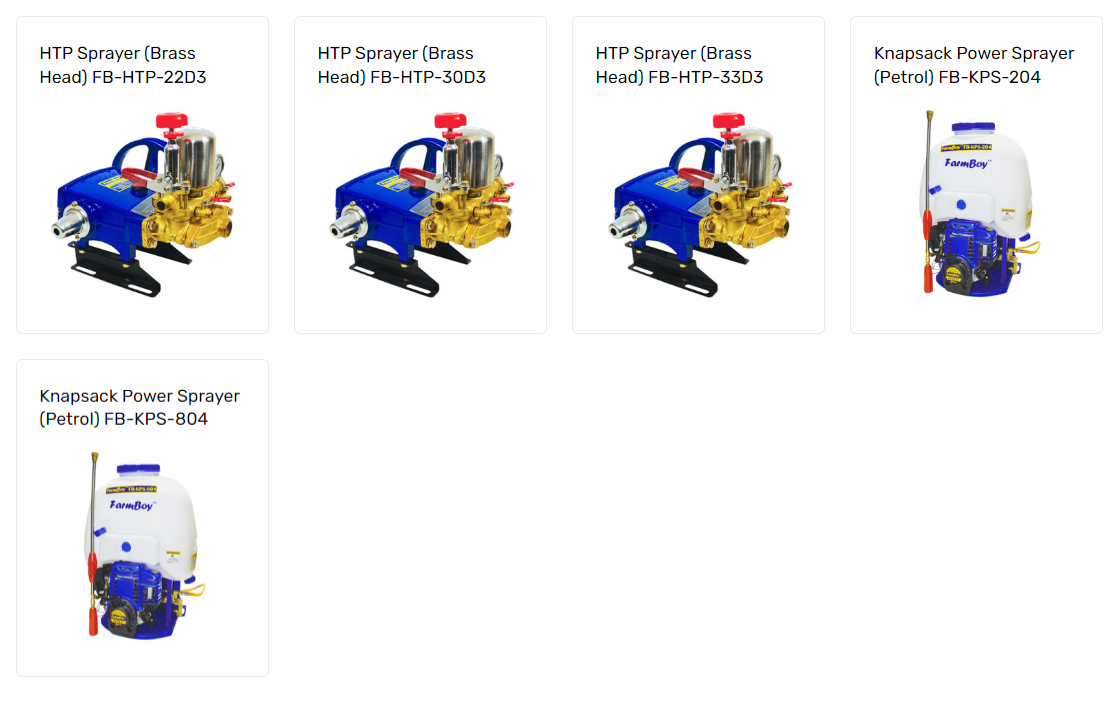 HTP Sprayer (Brass
Head) FB-HTP-22D3
HTP Sprayer (Brass
Head) FB-HTP-30D3
HTP Sprayer (Brass
Head) FB-HTP-33D3
Knapsack Power Sprayer
(Petrol) FB-KPS-204
FarmBoy FB-KPS-204
FarmBoy™
Knapsack Power Sprayer
(Petrol) FB-KPS-804
FarmBoy FB-KPS-804
FarmBoy™